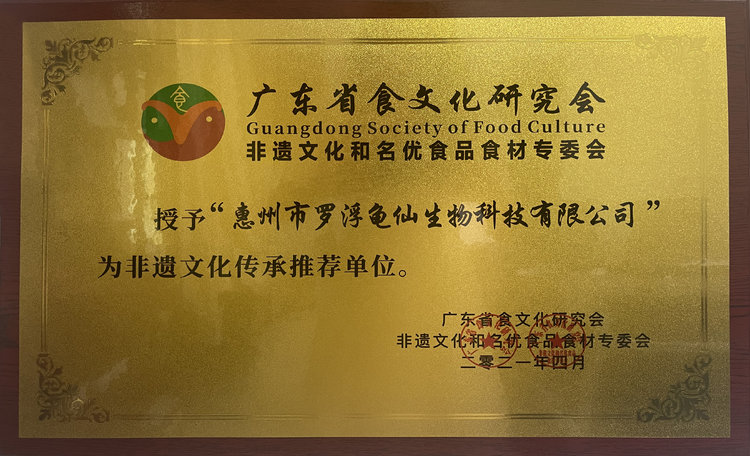 食
广东省食文化研究会
Guangdong Society of Food Culture
非遗文化和名优食品食材专委会
授予“惠州市罗浮龟仙生物科技有限公司”
为非遗文化传承推荐单位。
广东省食文化研究会
非遗文化和名优食品食材专委会
二〇二一年四月